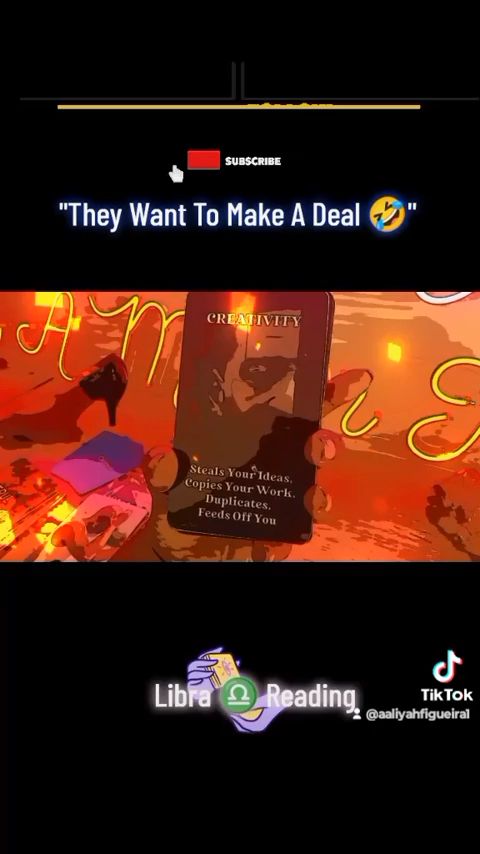 SUBSCRIBE
"They Want To Make A Deal 🤣"
CREATIVITY
Steals Your Ideas,
Copies Your Work,
Duplicates,
Feeds Off You
Libra ♎ Reading
TikTok
@aaliyahfigueira1